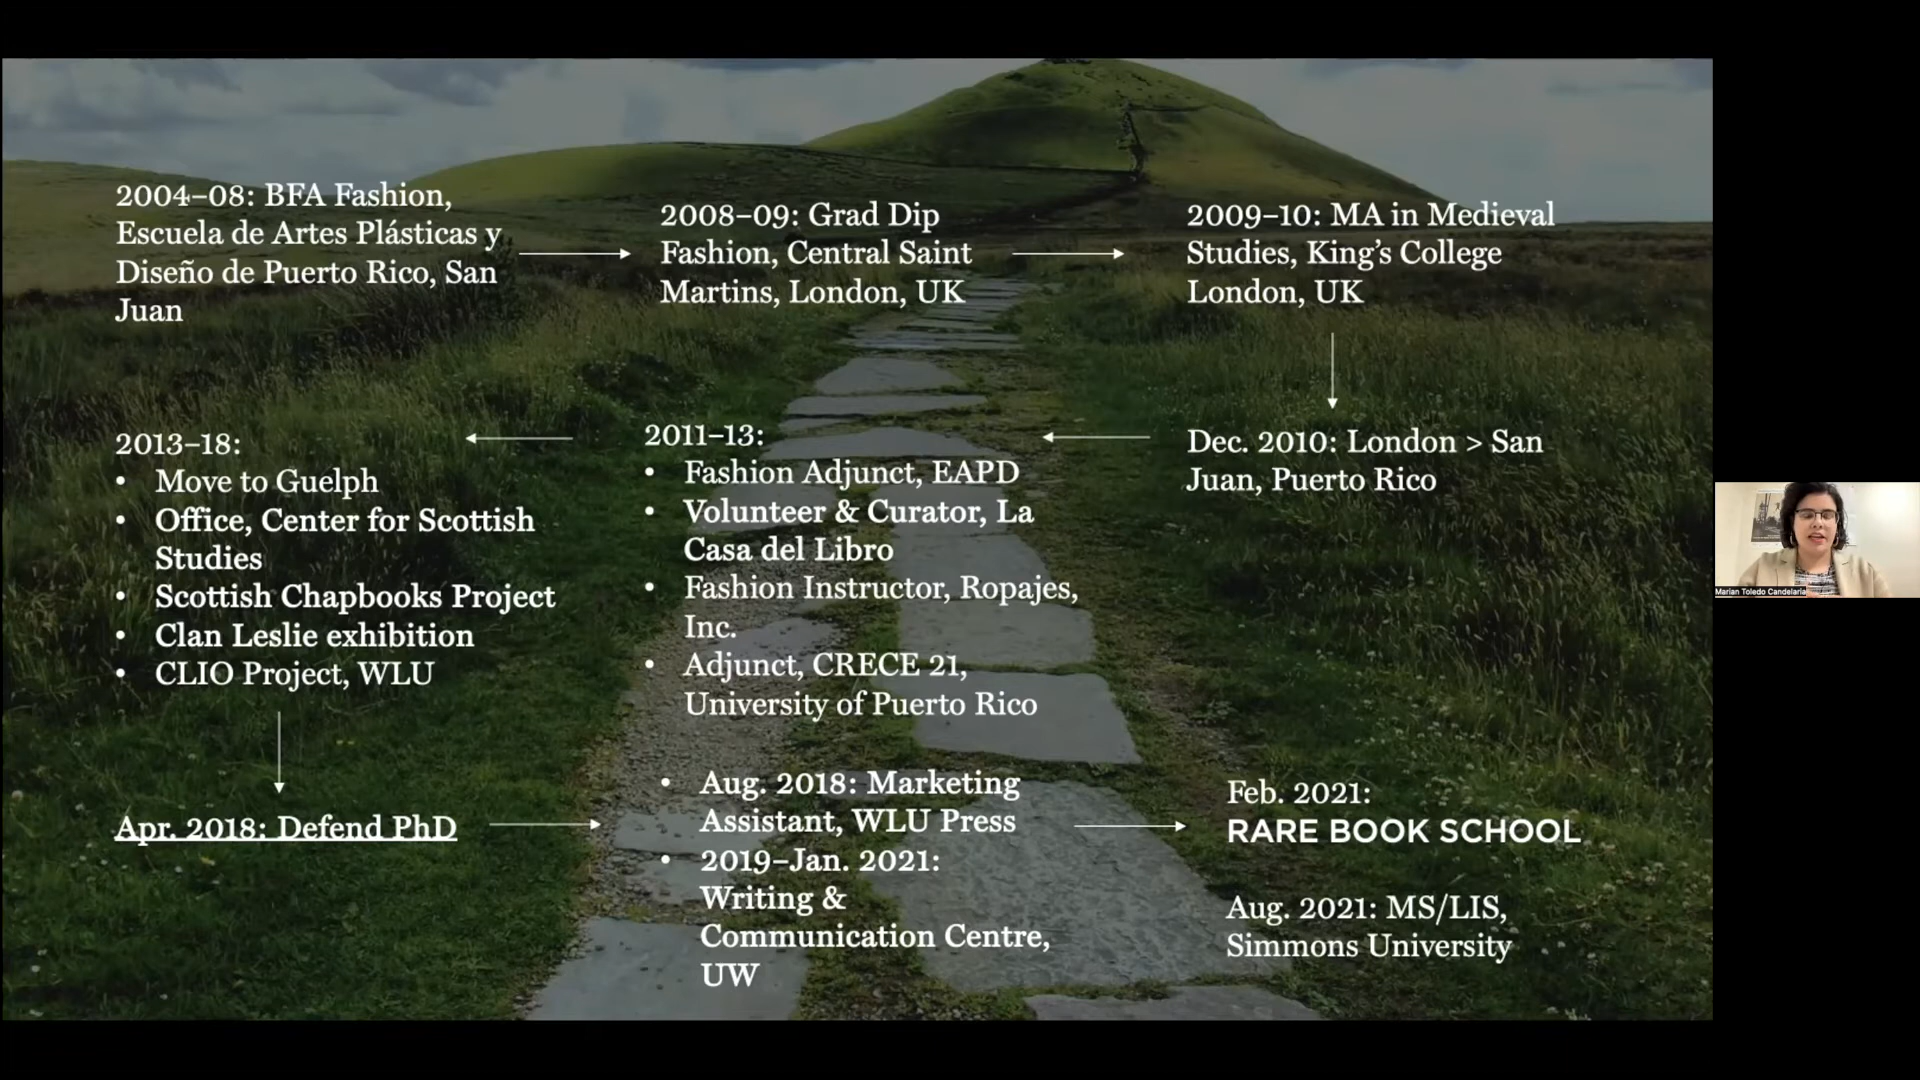 2004–08: BFA Fashion,
Escuela de Artes Plásticas y
Diseño de Puerto Rico, San
Juan
2008–09: Grad Dip
Fashion, Central Saint
Martins, London, UK
2009–10: MA in Medieval
Studies, King's College
London, UK
Dec. 2010: London > San
Juan, Puerto Rico
2011–13:
• Fashion Adjunct, EAPD
• Volunteer & Curator, La
Casa del Libro
• Fashion Instructor, Ropajes,
Inc.
• Adjunct, CRECE 21,
University of Puerto Rico
2013–18:
• Move to Guelph
• Office, Center for Scottish
Studies
• Scottish Chapbooks Project
• Clan Leslie exhibition
• CLIO Project, WLU
Apr. 2018: Defend PhD
• Aug. 2018: Marketing
Assistant, WLU Press
• 2019–Jan. 2021:
Writing &
Communication Centre,
UW
Feb. 2021:
RARE BOOK SCHOOL
Aug. 2021: MS/LIS,
Simmons University
Marian Toledo Candelaria